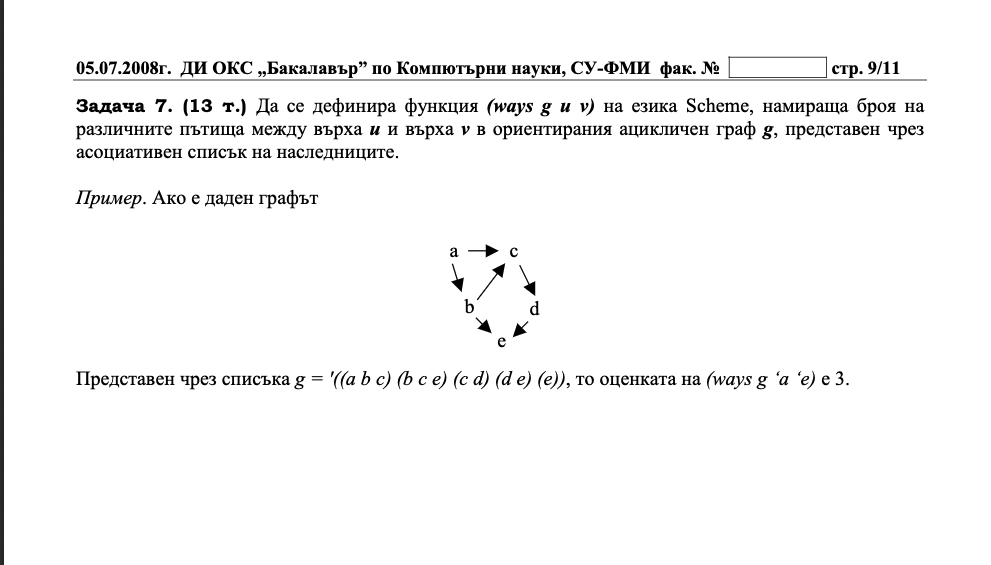 05.07.2008г. ДИ ОКС „Бакалавър” по Компютърни науки, СУ-ФМИ фак. № стр. 9/11
Задача 7. (13 т.) Да се дефинира функция (ways g u v) на езика Scheme, намираща броя на
различните пътища между върха u и върха v в ориентирания ацикличен граф g, представен чрез
асоциативен списък на наследниците.
Пример. Ако е даден графът
a c
b d
e
Представен чрез списъка g = '((a b c) (b c e) (c d) (d e) (e)), то оценката на (ways g ‘a ‘e) е 3.